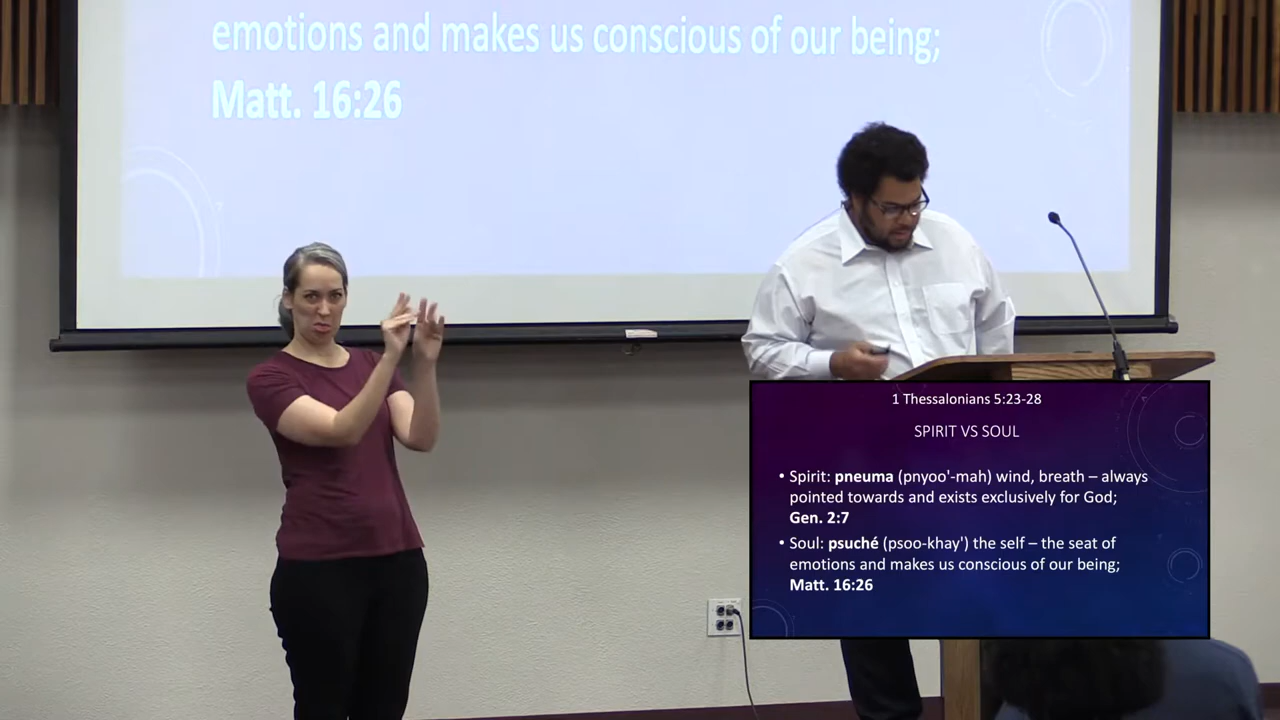 emotions and makes us conscious of our being;
Matt. 16:26
1 Thessalonians 5:23-28
SPIRIT VS SOUL
• Spirit: pneuma (pnyoo'-mah) wind, breath – always
pointed towards and exists exclusively for God;
Gen. 2:7
• Soul: psuché (psoo-khay') the self – the seat of
emotions and makes us conscious of our being;
Matt. 16:26